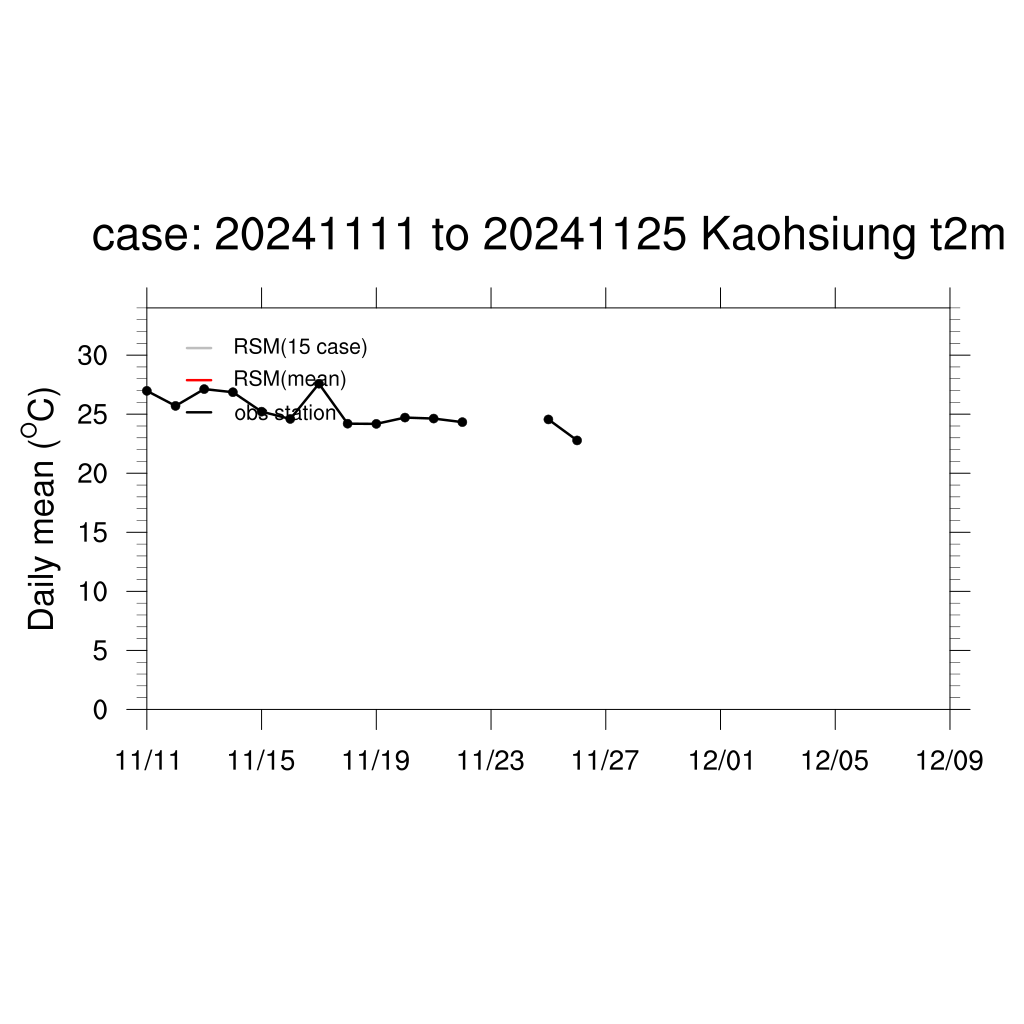 case: 20241111 to 20241125 Kaohsiung t2m
Daily mean (°C)
30
25
20
15
10
5
0
RSM(15 case)
RSM(mean)
obs station
11/11 11/15 11/19 11/23 11/27 12/01 12/05 12/09